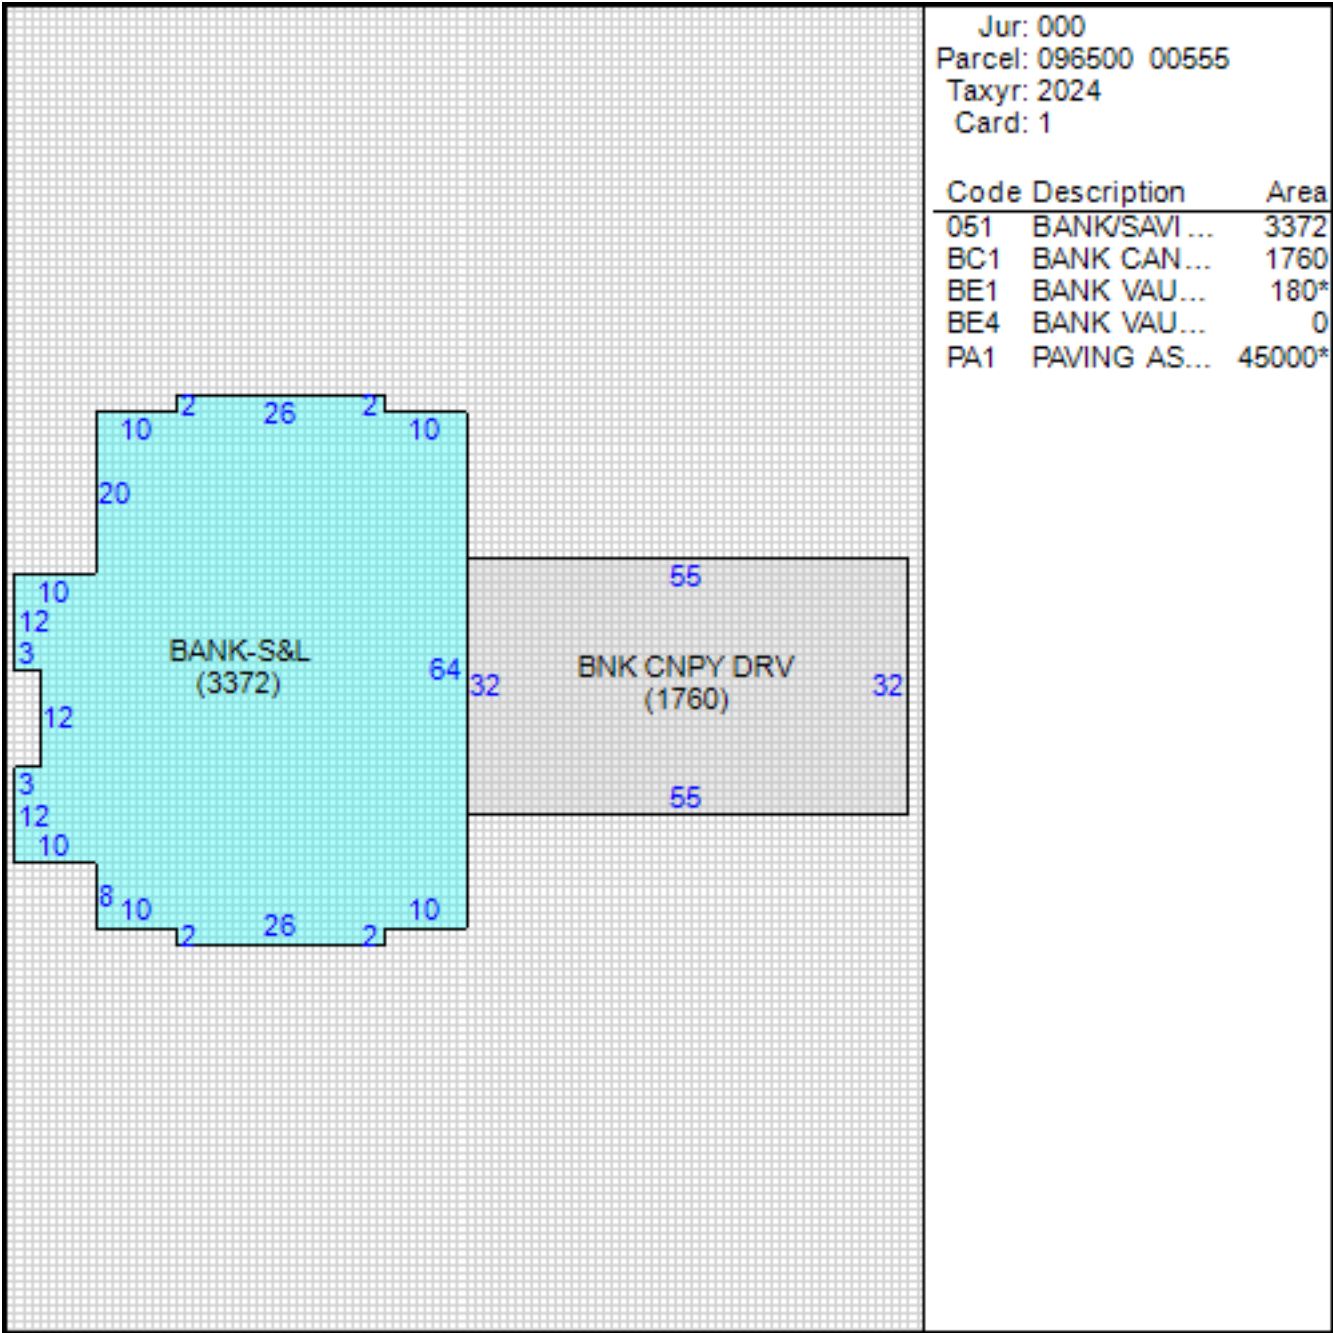 Jur: 000
Parcel: 096500 00555
Taxyr: 2024
Card: 1
Code Description Area
051 BANK/SAVI ... 3372
BC1 BANK CAN... 1760
BE1 BANK VAU... 180*
BE4 BANK VAU... 0
PA1 PAVING AS... 45000*
2 26 2
10 10
20
10
12
3
12
3
12
10
8
10 10
2 26 2
BANK-S&L
(3372)
64
55
32 32
BNK CNPY DRV
(1760)
55